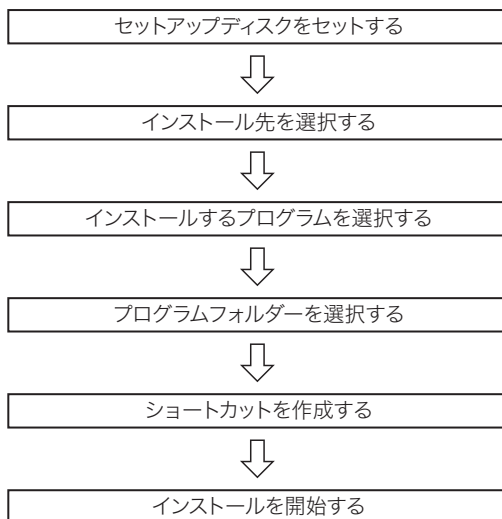 セットアップディスクをセットする
インストール先を選択する
インストールするプログラムを選択する
プログラムフォルダーを選択する
ショートカットを作成する
インストールを開始する